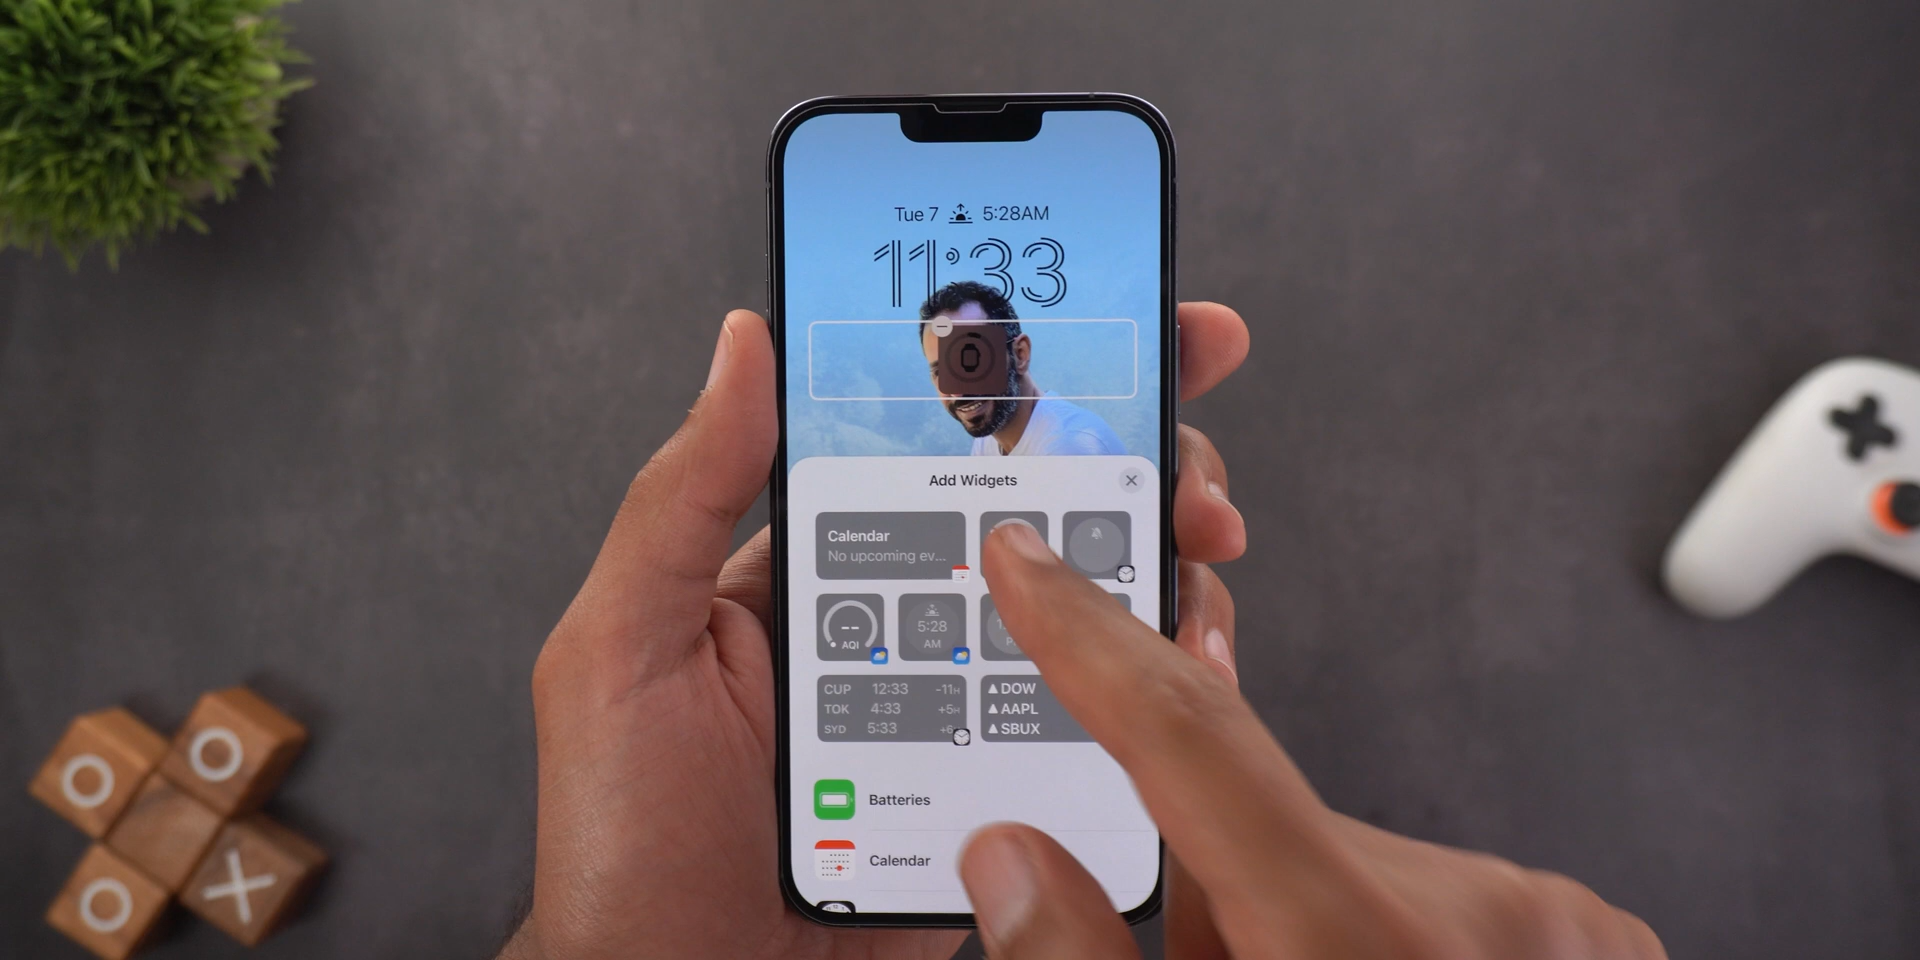 Tue 7 5:28AM
11:33
Add Widgets
Calendar
No upcoming ev...
AQI
5:28
AM
CUP 12:33 -11H
TOK 4:33 +5H
SYD 5:33 +6
▲ DOW
▲ AAPL
▲ SBUX
Batteries
Calendar
O
O
O
X